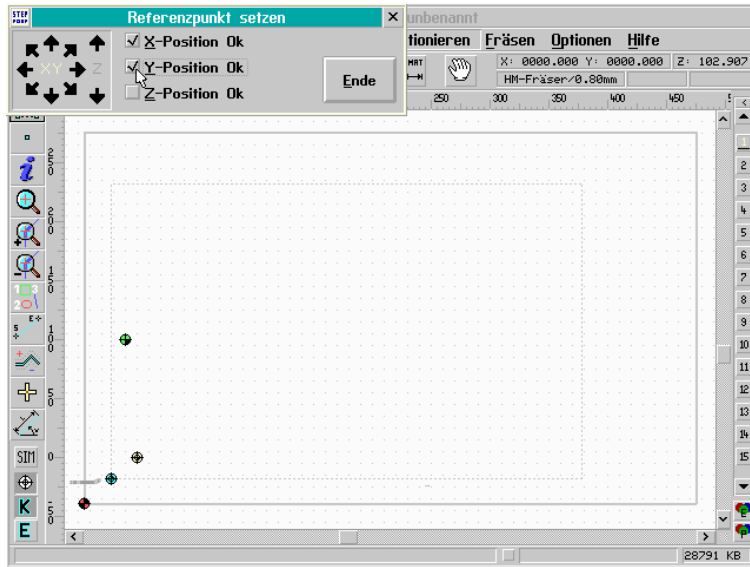 STEP
FOUR
Referenzpunkt setzen
unbenannt
tionieren Fräsen Optionen Hilfe
X-Position Ok
Y-Position Ok
Z-Position Ok
XY
Z
Ende
MAT
X: 0000.000 Y: 0000.000 Z: 102.907
HM-Fräser/0.80mm
250 300 350 400 450
250
200
150
100
50
0
-50
1 3
2
S E
SIM
K
E
1
2
3
4
5
6
7
8
9
10
11
12
13
14
15
E
P
28791 KB